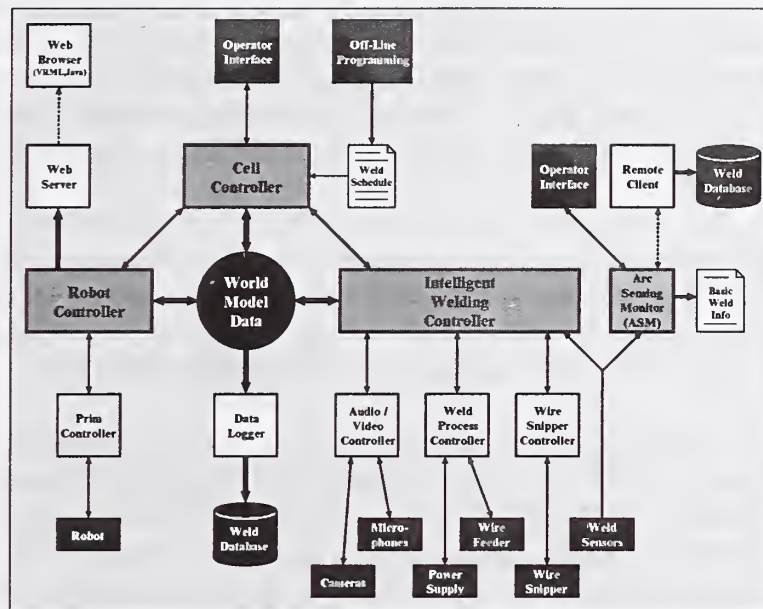 Web
Browser
(VRML,Java)
Operator
Interface
Off-Line
Programming
Web
Server
Cell
Controller
Weld
Schedule
Operator
Interface
Remote
Client
Weld
Database
Robot
Controller
World
Model
Data
Intelligent
Welding
Controller
Arc
Sensing
Monitor
(ASM)
Basic
Weld
Info
Prim
Controller
Data
Logger
Audio /
Video
Controller
Weld
Process
Controller
Wire
Snipper
Controller
Robot
Weld
Database
Micro-
phones
Wire
Feeder
Weld
Sensors
Cameras
Power
Supply
Wire
Snipper